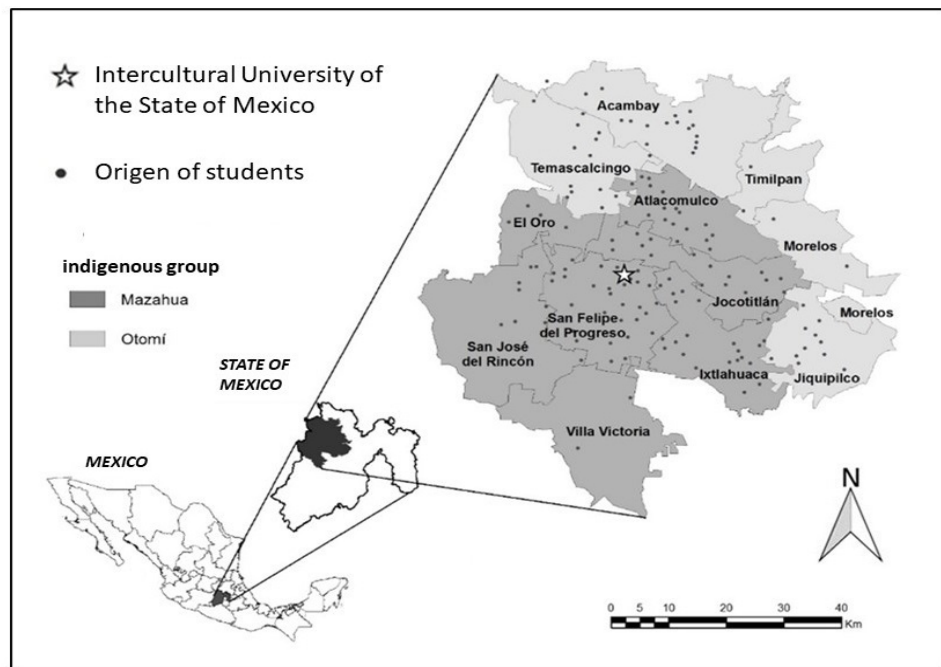 Intercultural University of
the State of Mexico
Origen of students
indigenous group
Mazahua
Otomí
Acambay
Temascalcingo
Timilpan
Atlacomulco
El Oro
Morelos
Jocotitlán
Morelos
San Felipe
del Progreso
San José
del Rincón
Ixtlahuaca
Jiquipilco
Villa Victoria
STATE OF
MEXICO
MEXICO
N
0 5 10 20 30 40
Km